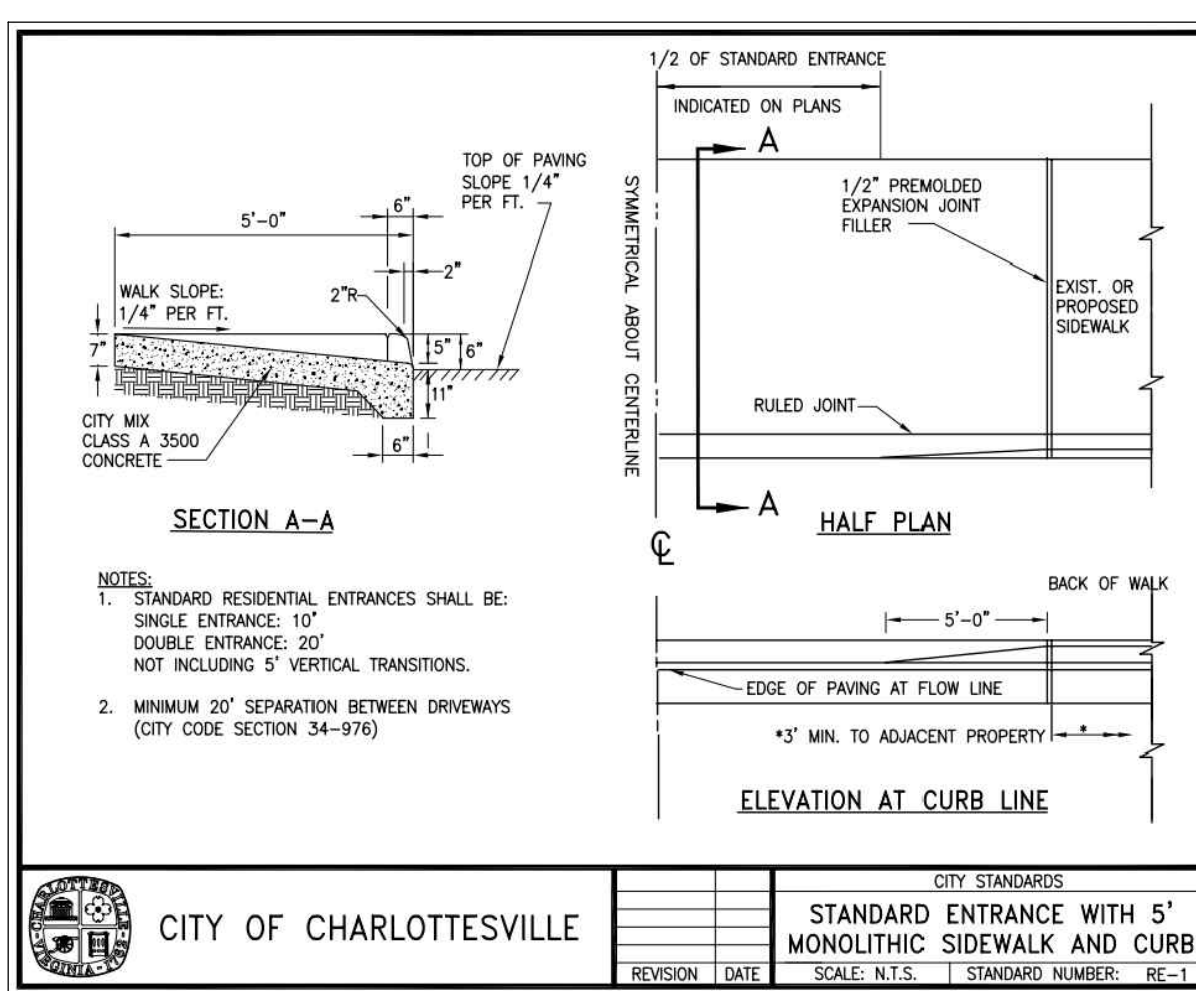 1/2 OF STANDARD ENTRANCE
INDICATED ON PLANS
A
TOP OF PAVING
SLOPE 1/4"
PER FT.
6"
5'-0"
2"
WALK SLOPE:
1/4" PER FT.
2"R
7"
5"
6"
11"
6"
CITY MIX
CLASS A 3500
CONCRETE
SECTION A-A
SYMMETRICAL ABOUT CENTERLINE
1/2" PREMOLDED
EXPANSION JOINT
FILLER
EXIST. OR
PROPOSED
SIDEWALK
RULED JOINT
A
HALF PLAN
℄
NOTES:
1. STANDARD RESIDENTIAL ENTRANCES SHALL BE:
SINGLE ENTRANCE: 10'
DOUBLE ENTRANCE: 20'
NOT INCLUDING 5' VERTICAL TRANSITIONS.
2. MINIMUM 20' SEPARATION BETWEEN DRIVEWAYS
(CITY CODE SECTION 34-976)
BACK OF WALK
5'-0"
EDGE OF PAVING AT FLOW LINE
*3' MIN. TO ADJACENT PROPERTY
*
ELEVATION AT CURB LINE
CHARLOTTESVILLE
VIRGINIA-1762
CITY OF CHARLOTTESVILLE
REVISION DATE
CITY STANDARDS
STANDARD ENTRANCE WITH 5'
MONOLITHIC SIDEWALK AND CURB
SCALE: N.T.S. STANDARD NUMBER: RE-1